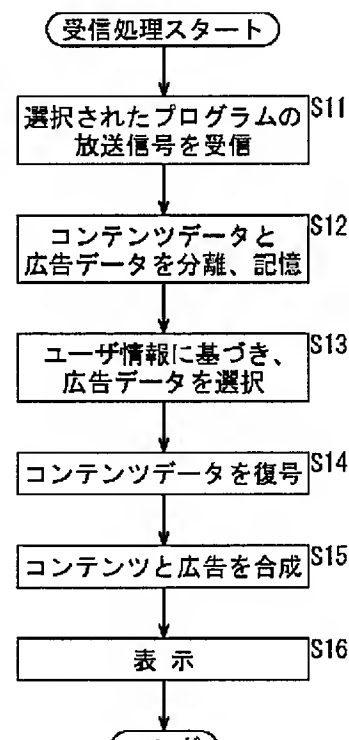 受信処理スタート
S11
選択されたプログラムの
放送信号を受信
S12
コンテンツデータと
広告データを分離、記憶
S13
ユーザ情報に基づき、
広告データを選択
S14
コンテンツデータを復号
S15
コンテンツと広告を合成
S16
表 示